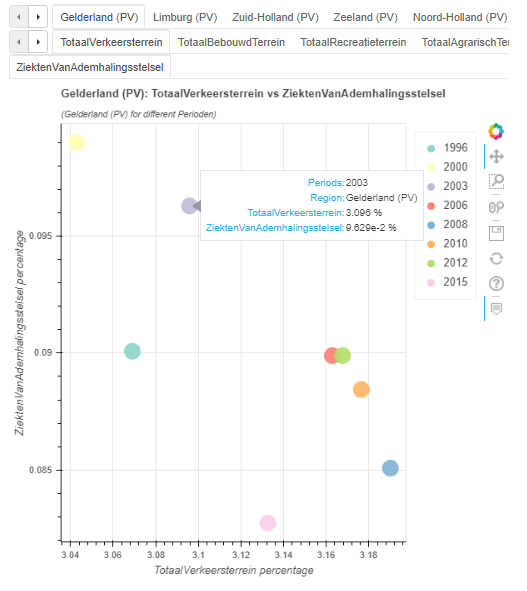 Gelderland (PV) Limburg (PV) Zuid-Holland (PV) Zeeland (PV) Noord-Holland (PV)
TotaalVerkeersterrein TotaalBebouwdTerrein TotaalRecreatieterrein TotaalAgrarischTer
ZiektenVanAdemhalingsstelsel
Gelderland (PV): TotaalVerkeersterrein vs ZiektenVanAdemhalingsstelsel
(Gelderland (PV) for different Perioden)
ZiektenVanAdemhalingsstelsel percentage
0.095
0.09
0.085
Periods: 2003
Region: Gelderland (PV)
TotaalVerkeersterrein: 3.096 %
ZiektenVanAdemhalingsstelsel: 9.629e-2 %
1996
2000
2003
2006
2008
2010
2012
2015
3.04 3.06 3.08 3.1 3.12 3.14 3.16 3.18
TotaalVerkeersterrein percentage